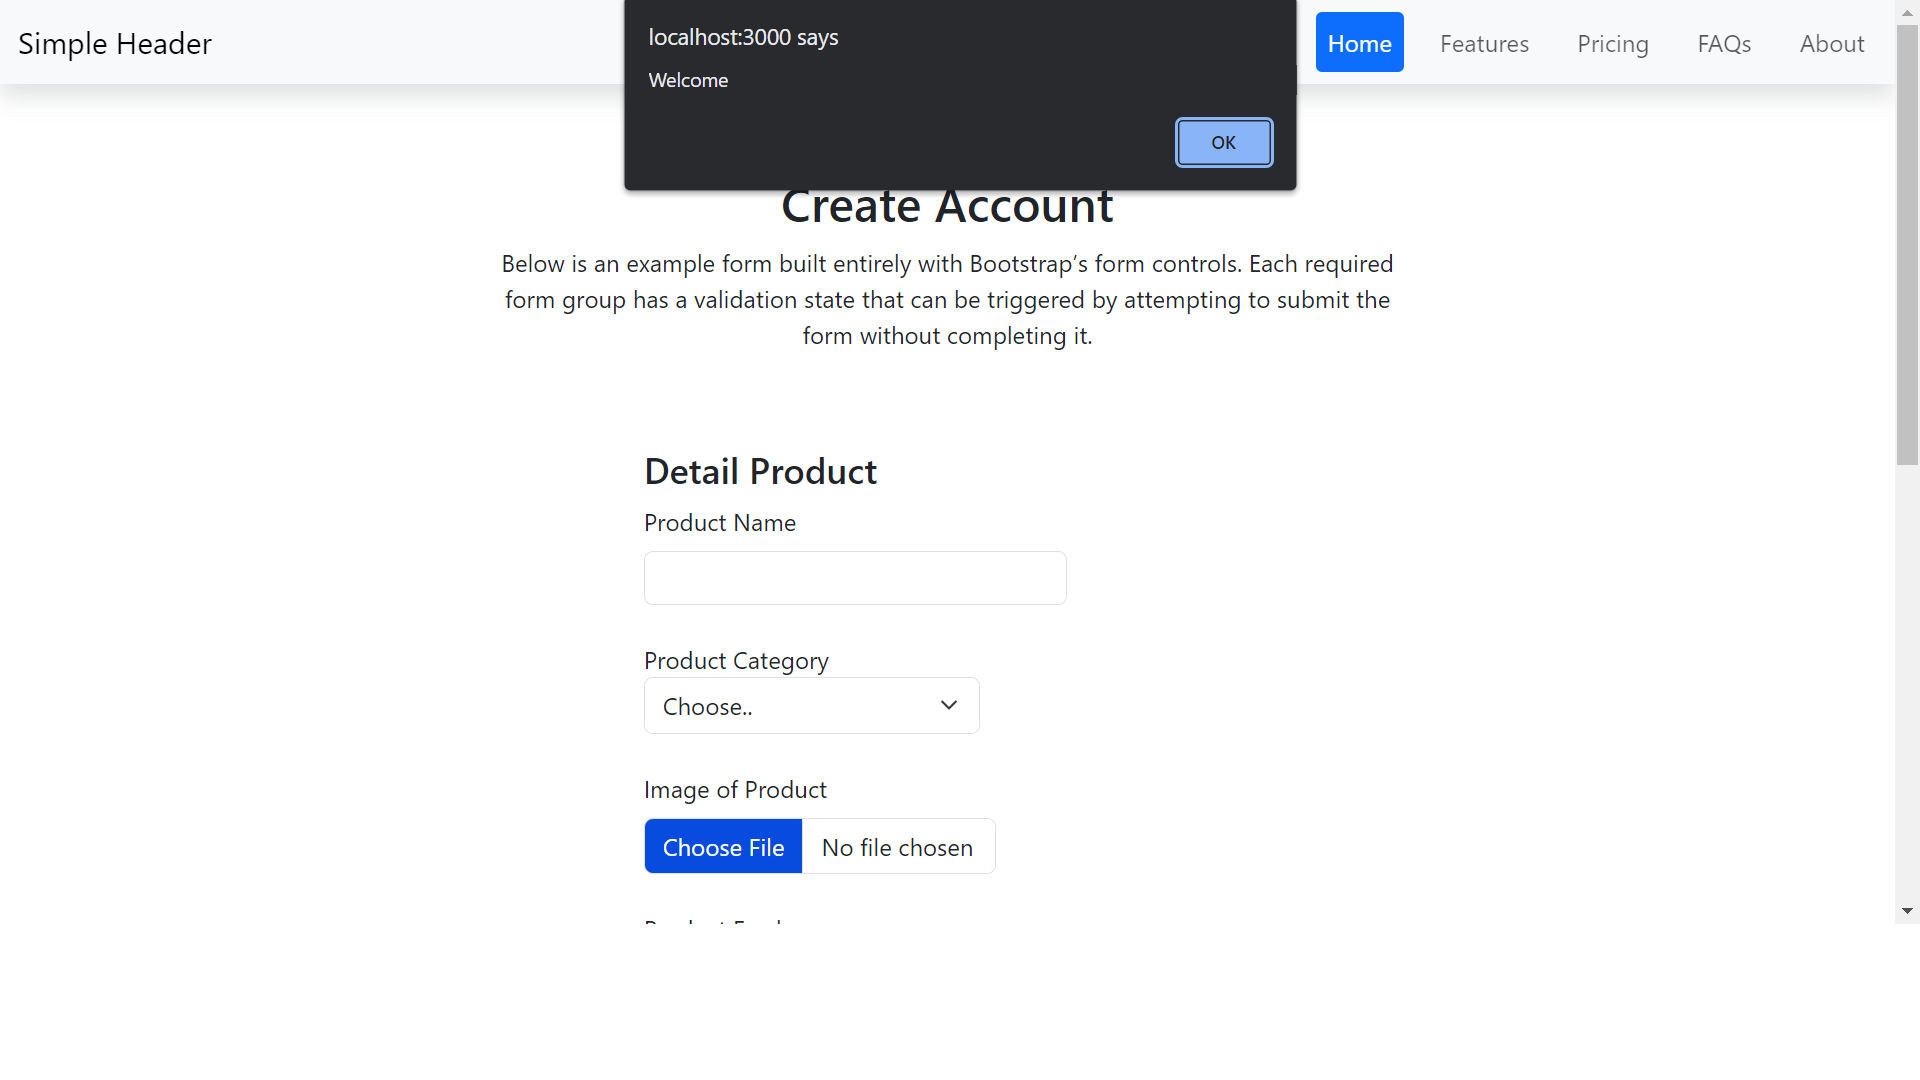 Simple Header
localhost:3000 says
Welcome
OK
Home
Features
Pricing
FAQs
About
Create Account
Below is an example form built entirely with Bootstrap’s form controls. Each required
form group has a validation state that can be triggered by attempting to submit the
form without completing it.
Detail Product
Product Name
Product Category
Choose..
Image of Product
Choose File
No file chosen